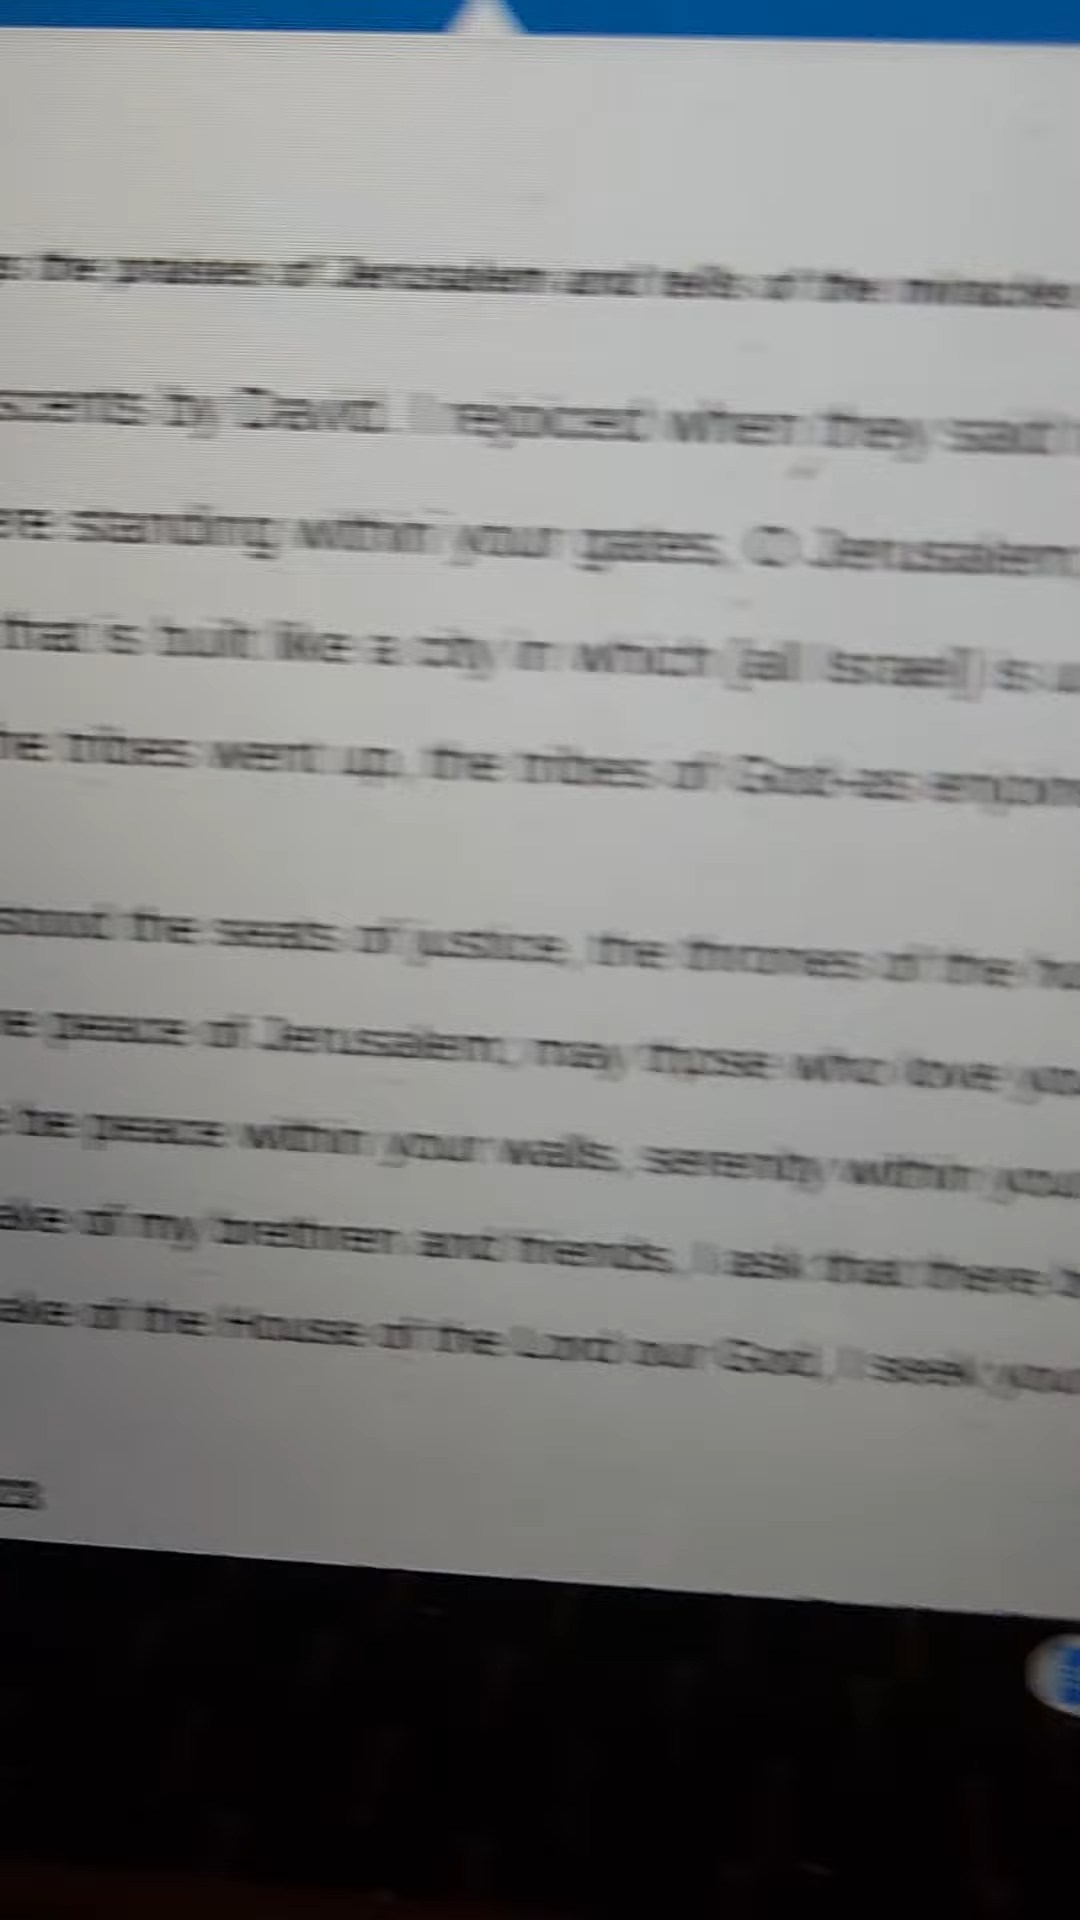 the praises of Jerusalem and tells of the miracles
by David. I rejoiced when they said
standing within your gates, O Jerusalem
that is built like a city in which [all Israel] is
the tribes went up, the tribes of God-as
stood the seats of justice, the thrones of the
peace of Jerusalem; may those who love
be peace within your walls, serenity within
of my brethren and friends, I ask that there
of the House of the Lord our God, I seek